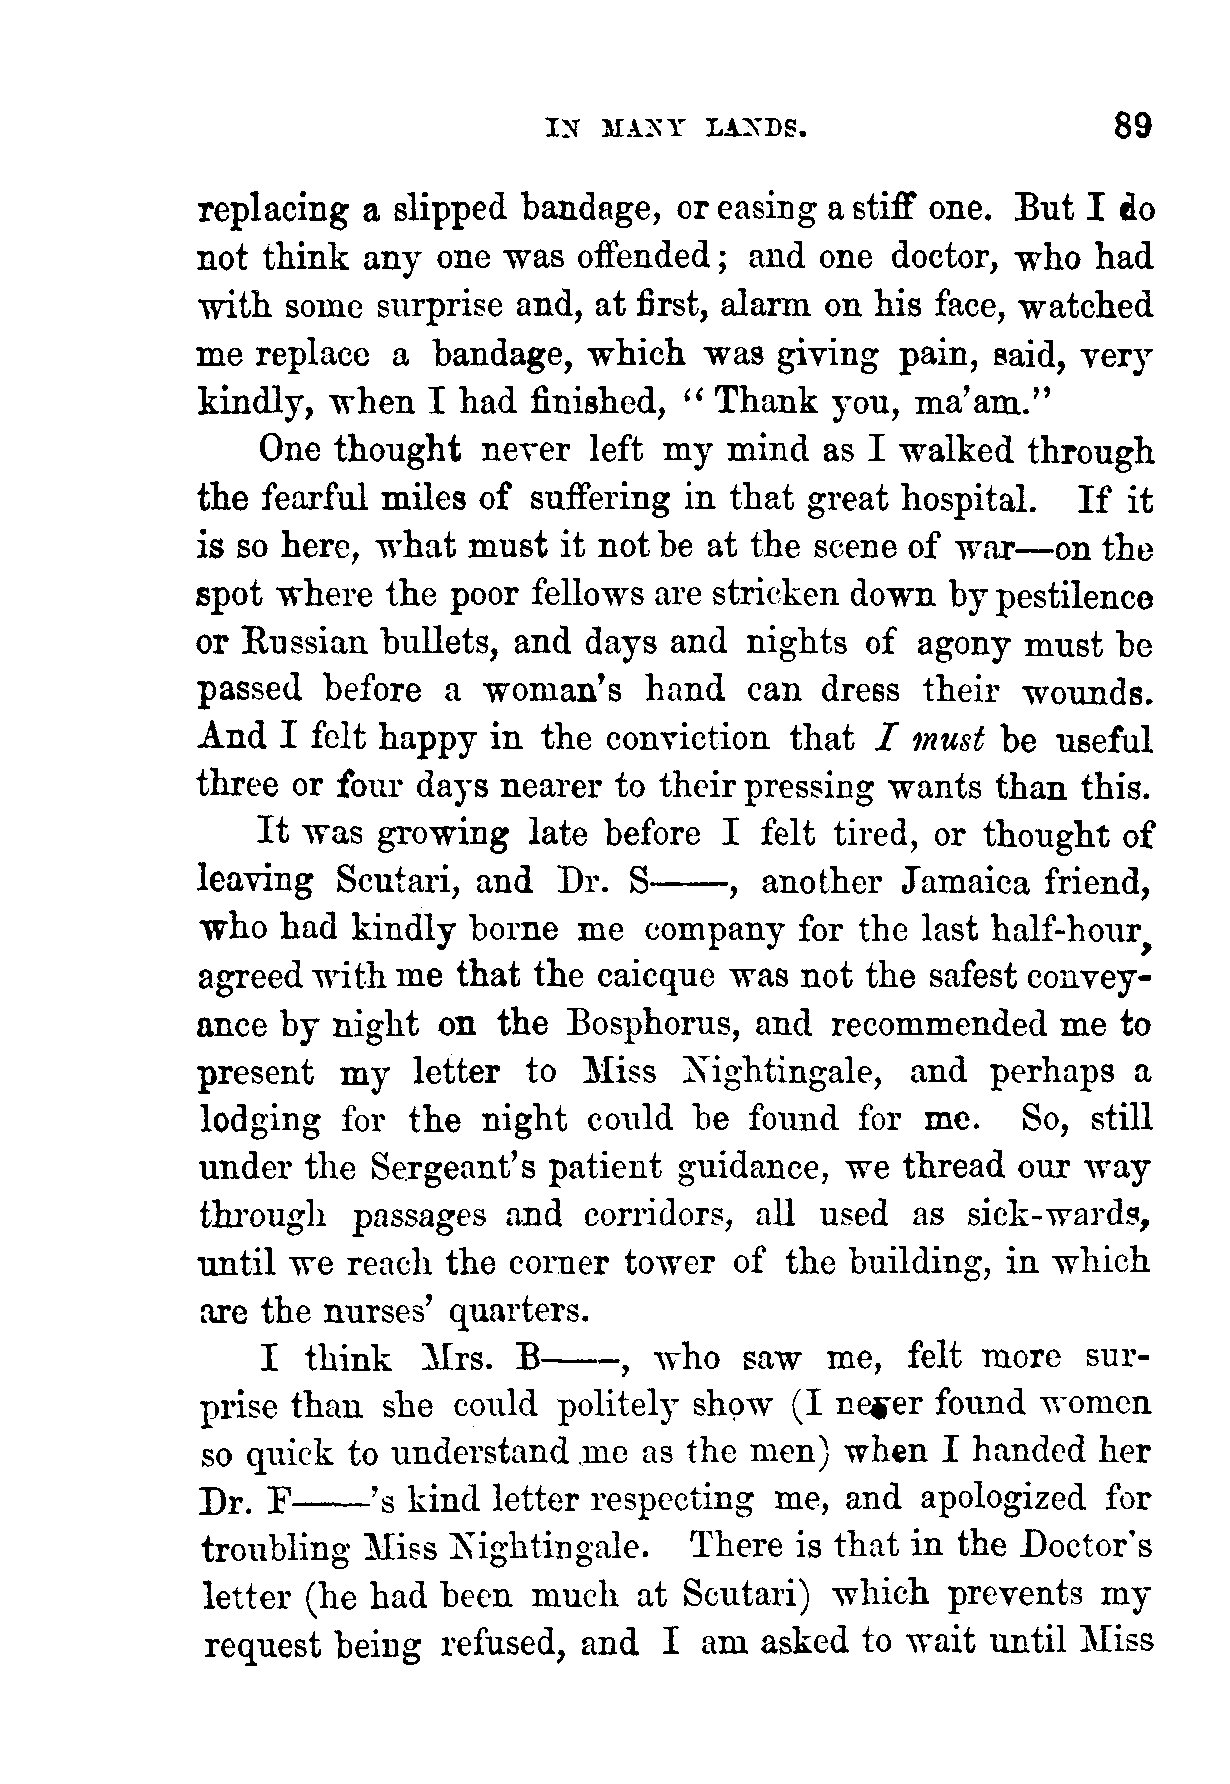 IN MANY LANDS. 89
replacing a slipped bandage, or easing a stiff one. But I do
not think any one was offended; and one doctor, who had
with some surprise and, at first, alarm on his face, watched
me replace a bandage, which was giving pain, said, very
kindly, when I had finished, “Thank you, ma’am.”
One thought never left my mind as I walked through
the fearful miles of suffering in that great hospital. If it
is so here, what must it not be at the scene of war—on the
spot where the poor fellows are stricken down by pestilence
or Russian bullets, and days and nights of agony must be
passed before a woman’s hand can dress their wounds.
And I felt happy in the conviction that I must be useful
three or four days nearer to their pressing wants than this.
It was growing late before I felt tired, or thought of
leaving Scutari, and Dr. S——, another Jamaica friend,
who had kindly borne me company for the last half-hour,
agreed with me that the caicque was not the safest convey-
ance by night on the Bosphorus, and recommended me to
present my letter to Miss Nightingale, and perhaps a
lodging for the night could be found for me. So, still
under the Sergeant’s patient guidance, we thread our way
through passages and corridors, all used as sick-wards,
until we reach the corner tower of the building, in which
are the nurses’ quarters.
I think Mrs. B——, who saw me, felt more sur-
prise than she could politely show (I never found women
so quick to understand me as the men) when I handed her
Dr. F——’s kind letter respecting me, and apologized for
troubling Miss Nightingale. There is that in the Doctor’s
letter (he had been much at Scutari) which prevents my
request being refused, and I am asked to wait until Miss